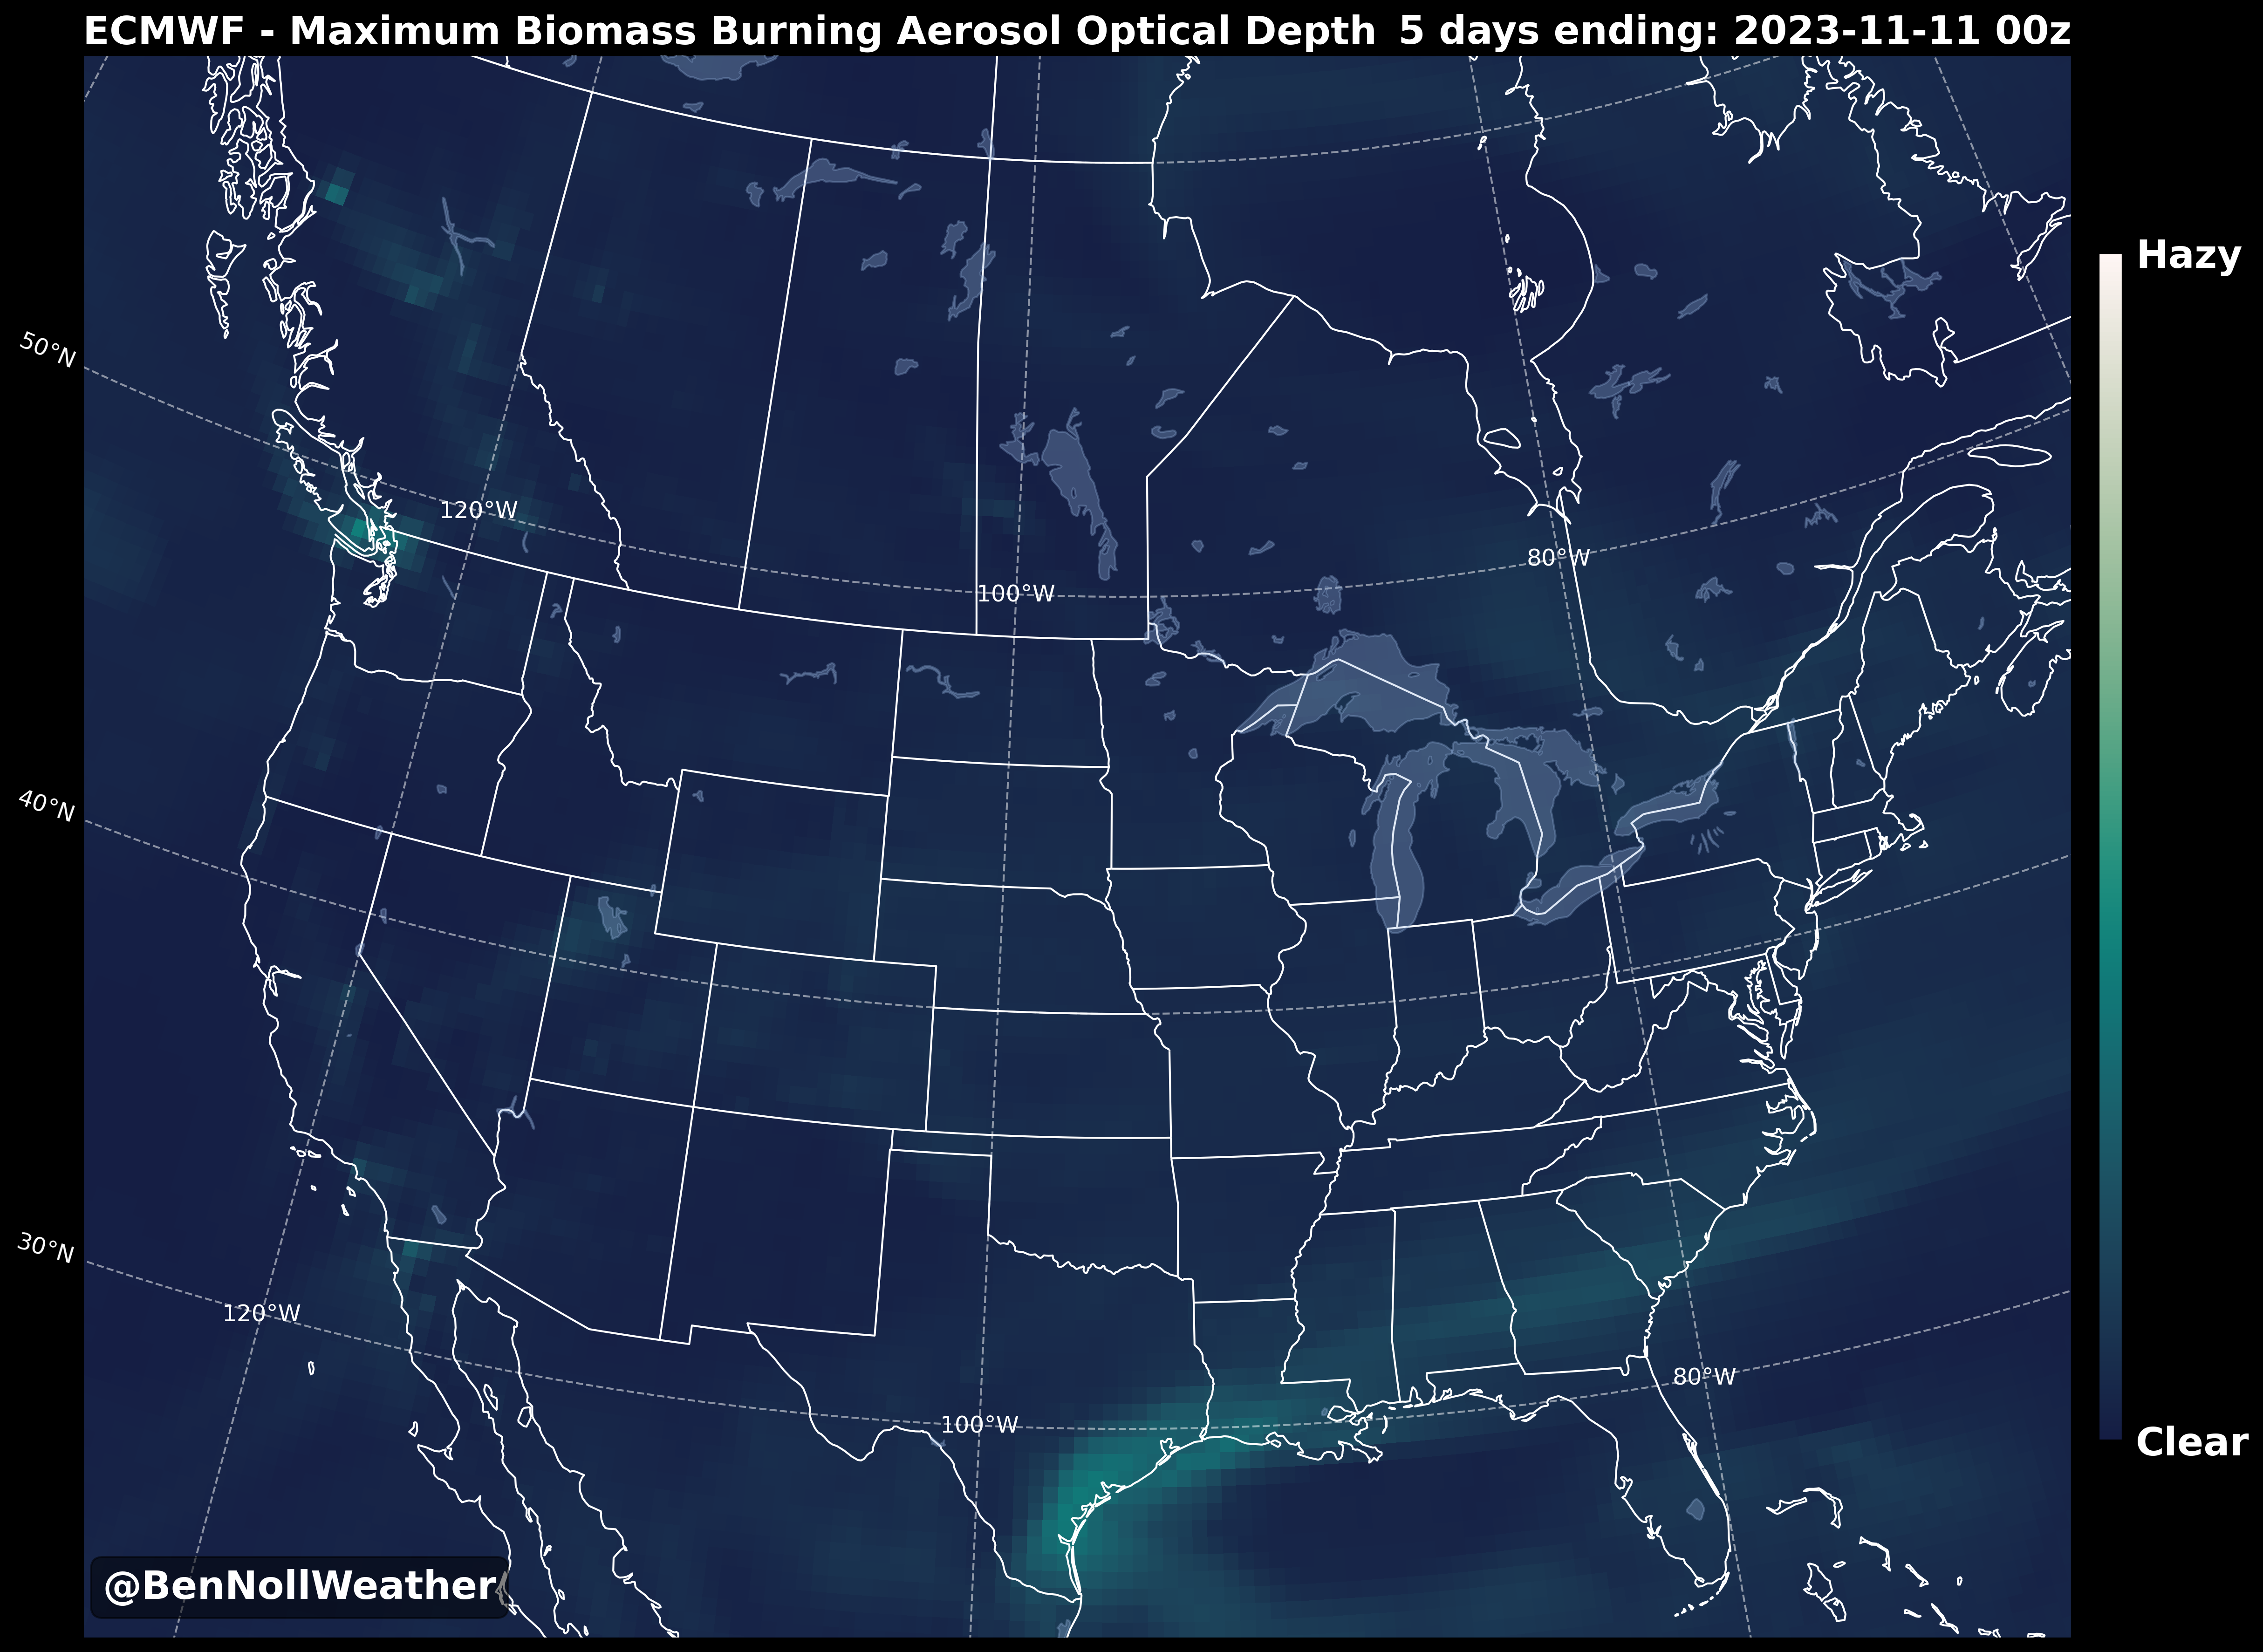 ECMWF - Maximum Biomass Burning Aerosol Optical Depth 5 days ending: 2023-11-11 00z
Hazy
50°N
120°W
80°W
100°W
40°N
30°N
120°W
80°W
100°W
Clear
@BenNollWeather